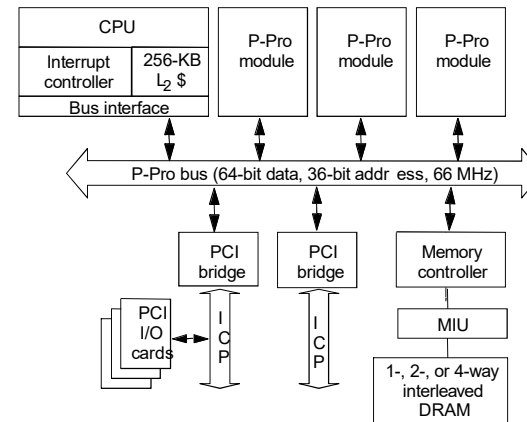 CPU
Interrupt
controller
256-KB
L2 $
Bus interface
P-Pro
module
P-Pro
module
P-Pro
module
P-Pro bus (64-bit data, 36-bit addr ess, 66 MHz)
PCI
bridge
PCI
bridge
Memory
controller
PCI
I/O
cards
I
C
P
I
C
P
MIU
1-, 2-, or 4-way
interleaved
DRAM